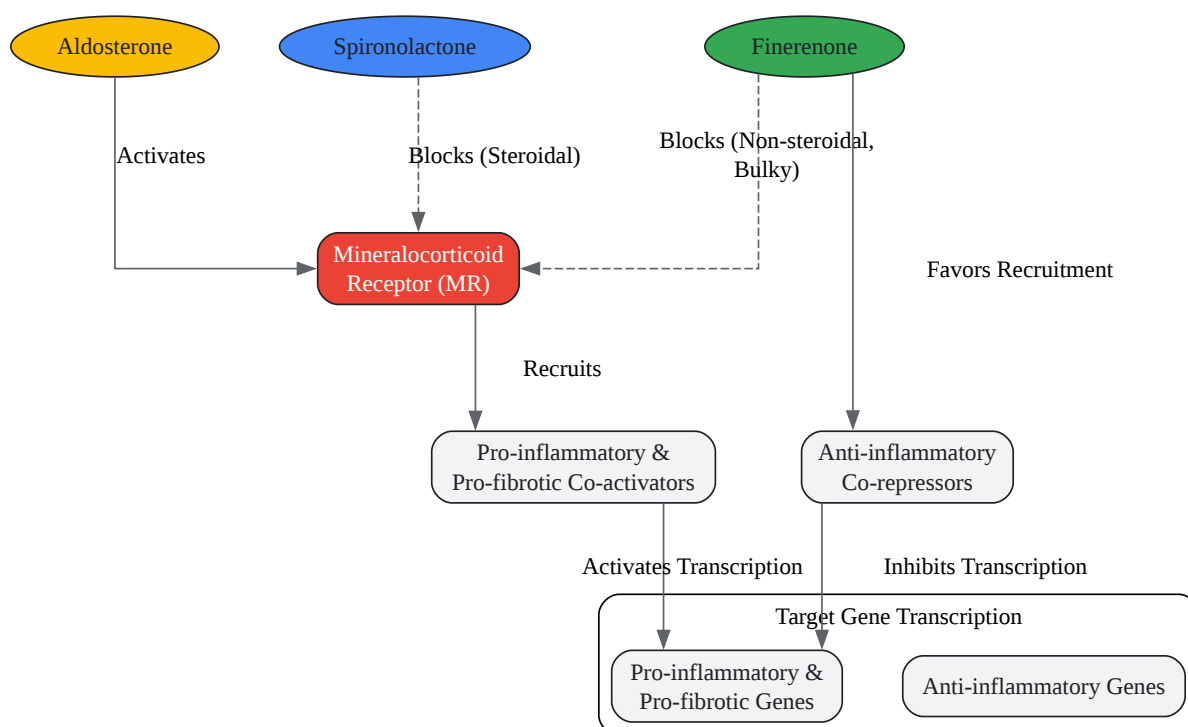 Aldosterone
Spironolactone
Finerenone
Activates
Blocks (Steroidal)
Blocks (Non-steroidal,
Bulky)
Mineralocorticoid
Receptor (MR)
Favors Recruitment
Recruits
Pro-inflammatory &
Pro-fibrotic Co-activators
Anti-inflammatory
Co-repressors
Activates Transcription
Inhibits Transcription
Target Gene Transcription
Pro-inflammatory &
Pro-fibrotic Genes
Anti-inflammatory Genes